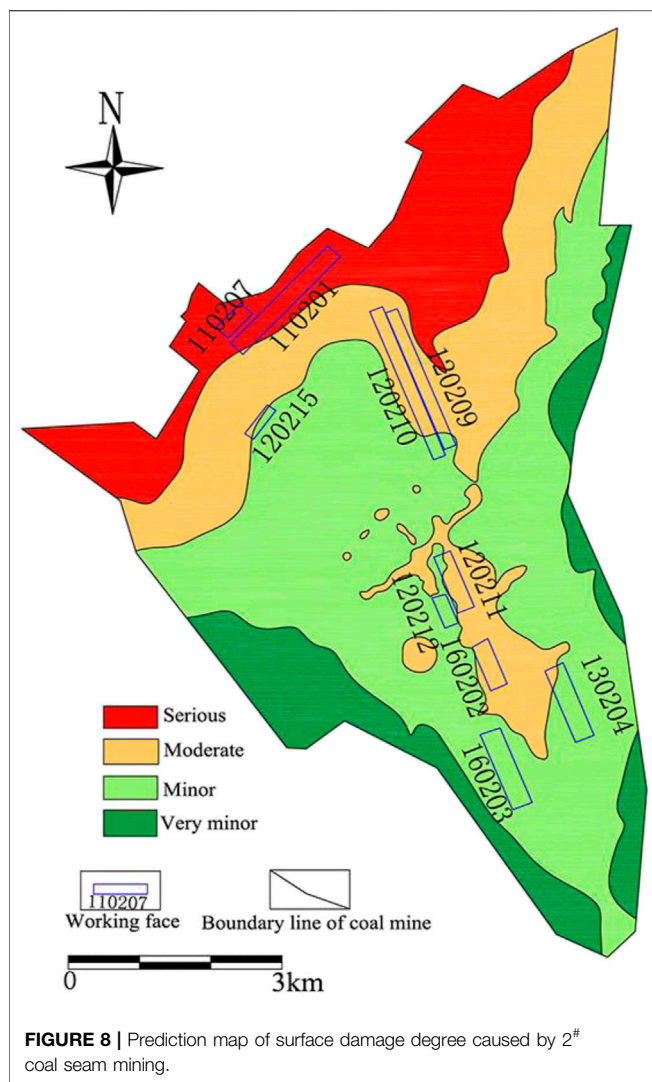 N
110207
110201
120209
120210
120215
120211
120212
160202
130204
160203
Serious
Moderate
Minor
Very minor
110207
Working face
Boundary line of coal mine
0
3km
FIGURE 8 | Prediction map of surface damage degree caused by 2#
coal seam mining.